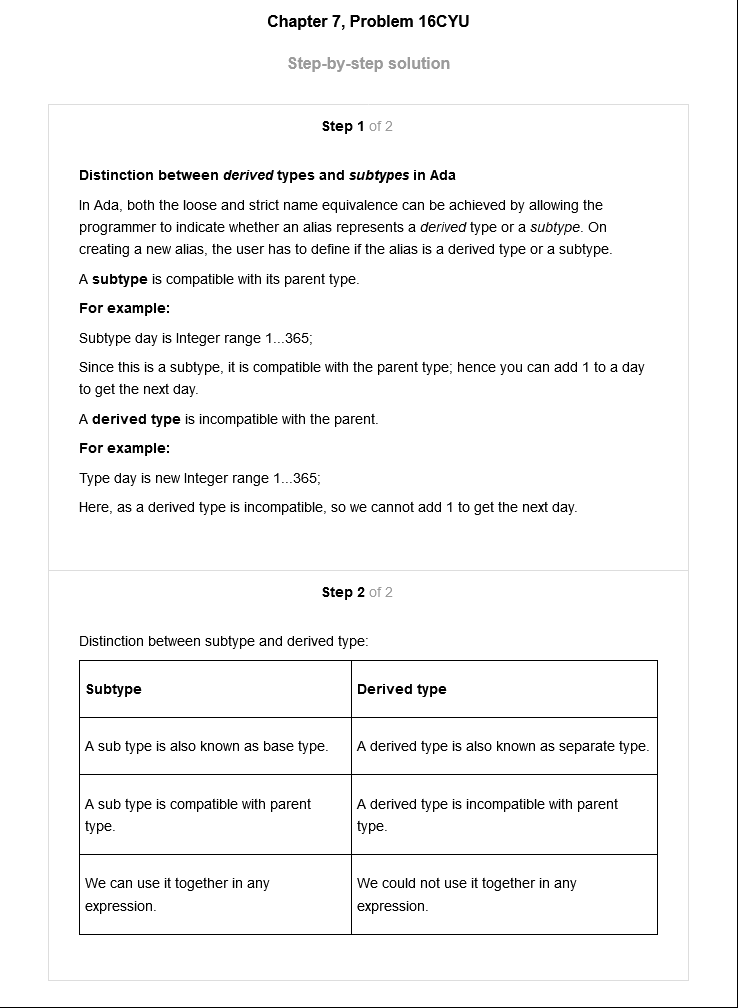 Chapter 7, Problem 16CYU
Step-by-step solution
Step 1 of 2
Distinction between derived types and subtypes in Ada
In Ada, both the loose and strict name equivalence can be achieved by allowing the
programmer to indicate whether an alias represents a derived type or a subtype. On
creating a new alias, the user has to define if the alias is a derived type or a subtype.
A subtype is compatible with its parent type.
For example:
Subtype day is Integer range 1...365;
Since this is a subtype, it is compatible with the parent type; hence you can add 1 to a day
to get the next day.
A derived type is incompatible with the parent.
For example:
Type day is new Integer range 1...365;
Here, as a derived type is incompatible, so we cannot add 1 to get the next day.
Step 2 of 2
Distinction between subtype and derived type:
Subtype
Derived type
A sub type is also known as base type.
A derived type is also known as separate type.
A sub type is compatible with parent
type.
A derived type is incompatible with parent
type.
We can use it together in any
expression.
We could not use it together in any
expression.